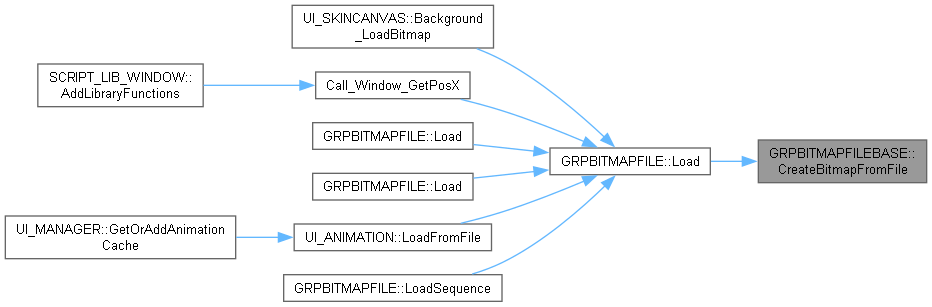 UI_SKINCANVAS::Background
_LoadBitmap
SCRIPT_LIB_WINDOW::
AddLibraryFunctions
Call_Window_GetPosX
GRPBITMAPFILE::Load
GRPBITMAPFILE::Load
GRPBITMAPFILE::Load
GRPBITMAPFILEBASE::
CreateBitmapFromFile
UI_MANAGER::GetOrAddAnimation
Cache
UI_ANIMATION::LoadFromFile
GRPBITMAPFILE::LoadSequence